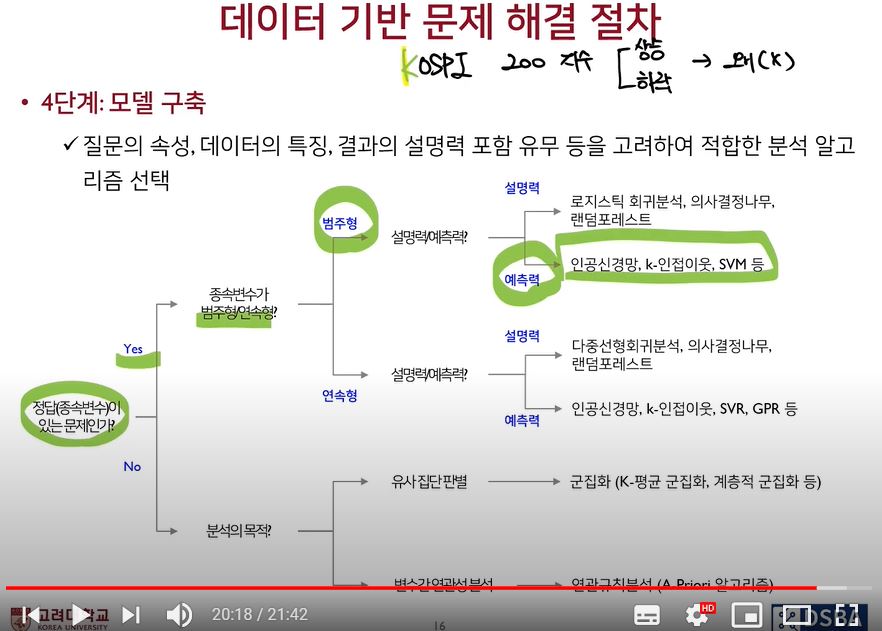 데이터 기반 문제 해결 절차
KOSPI 200 지수 [상승 하락 →
• 4단계: 모델 구축
✓ 질문의 속성, 데이터의 특징, 결과의 설명력 포함 유무 등을 고려하여 적합한 분석 알고
리즘 선택
설명력
로지스틱 회귀분석, 의사결정나무,
랜덤포레스트
범주형
설명력/예측력?
예측력
인공신경망, k-인접이웃, SVM 등
종속변수가
범주형/연속형?
Yes
설명력
다중선형회귀분석, 의사결정나무,
랜덤포레스트
설명력/예측력?
연속형
예측력
인공신경망, k-인접이웃, SVR, GPR 등
정답(종속변수)이
있는 문제인가?
No
유사 집단 판별
군집화 (K-평균 군집화, 계층적 군집화 등)
분석의 목적?
변수간 연관성 분석
연관규칙분석 (A Priori 알고리즘)
고려대학교
KOREA UNIVERSITY
20:18 / 21:42
16
HD
DSBA